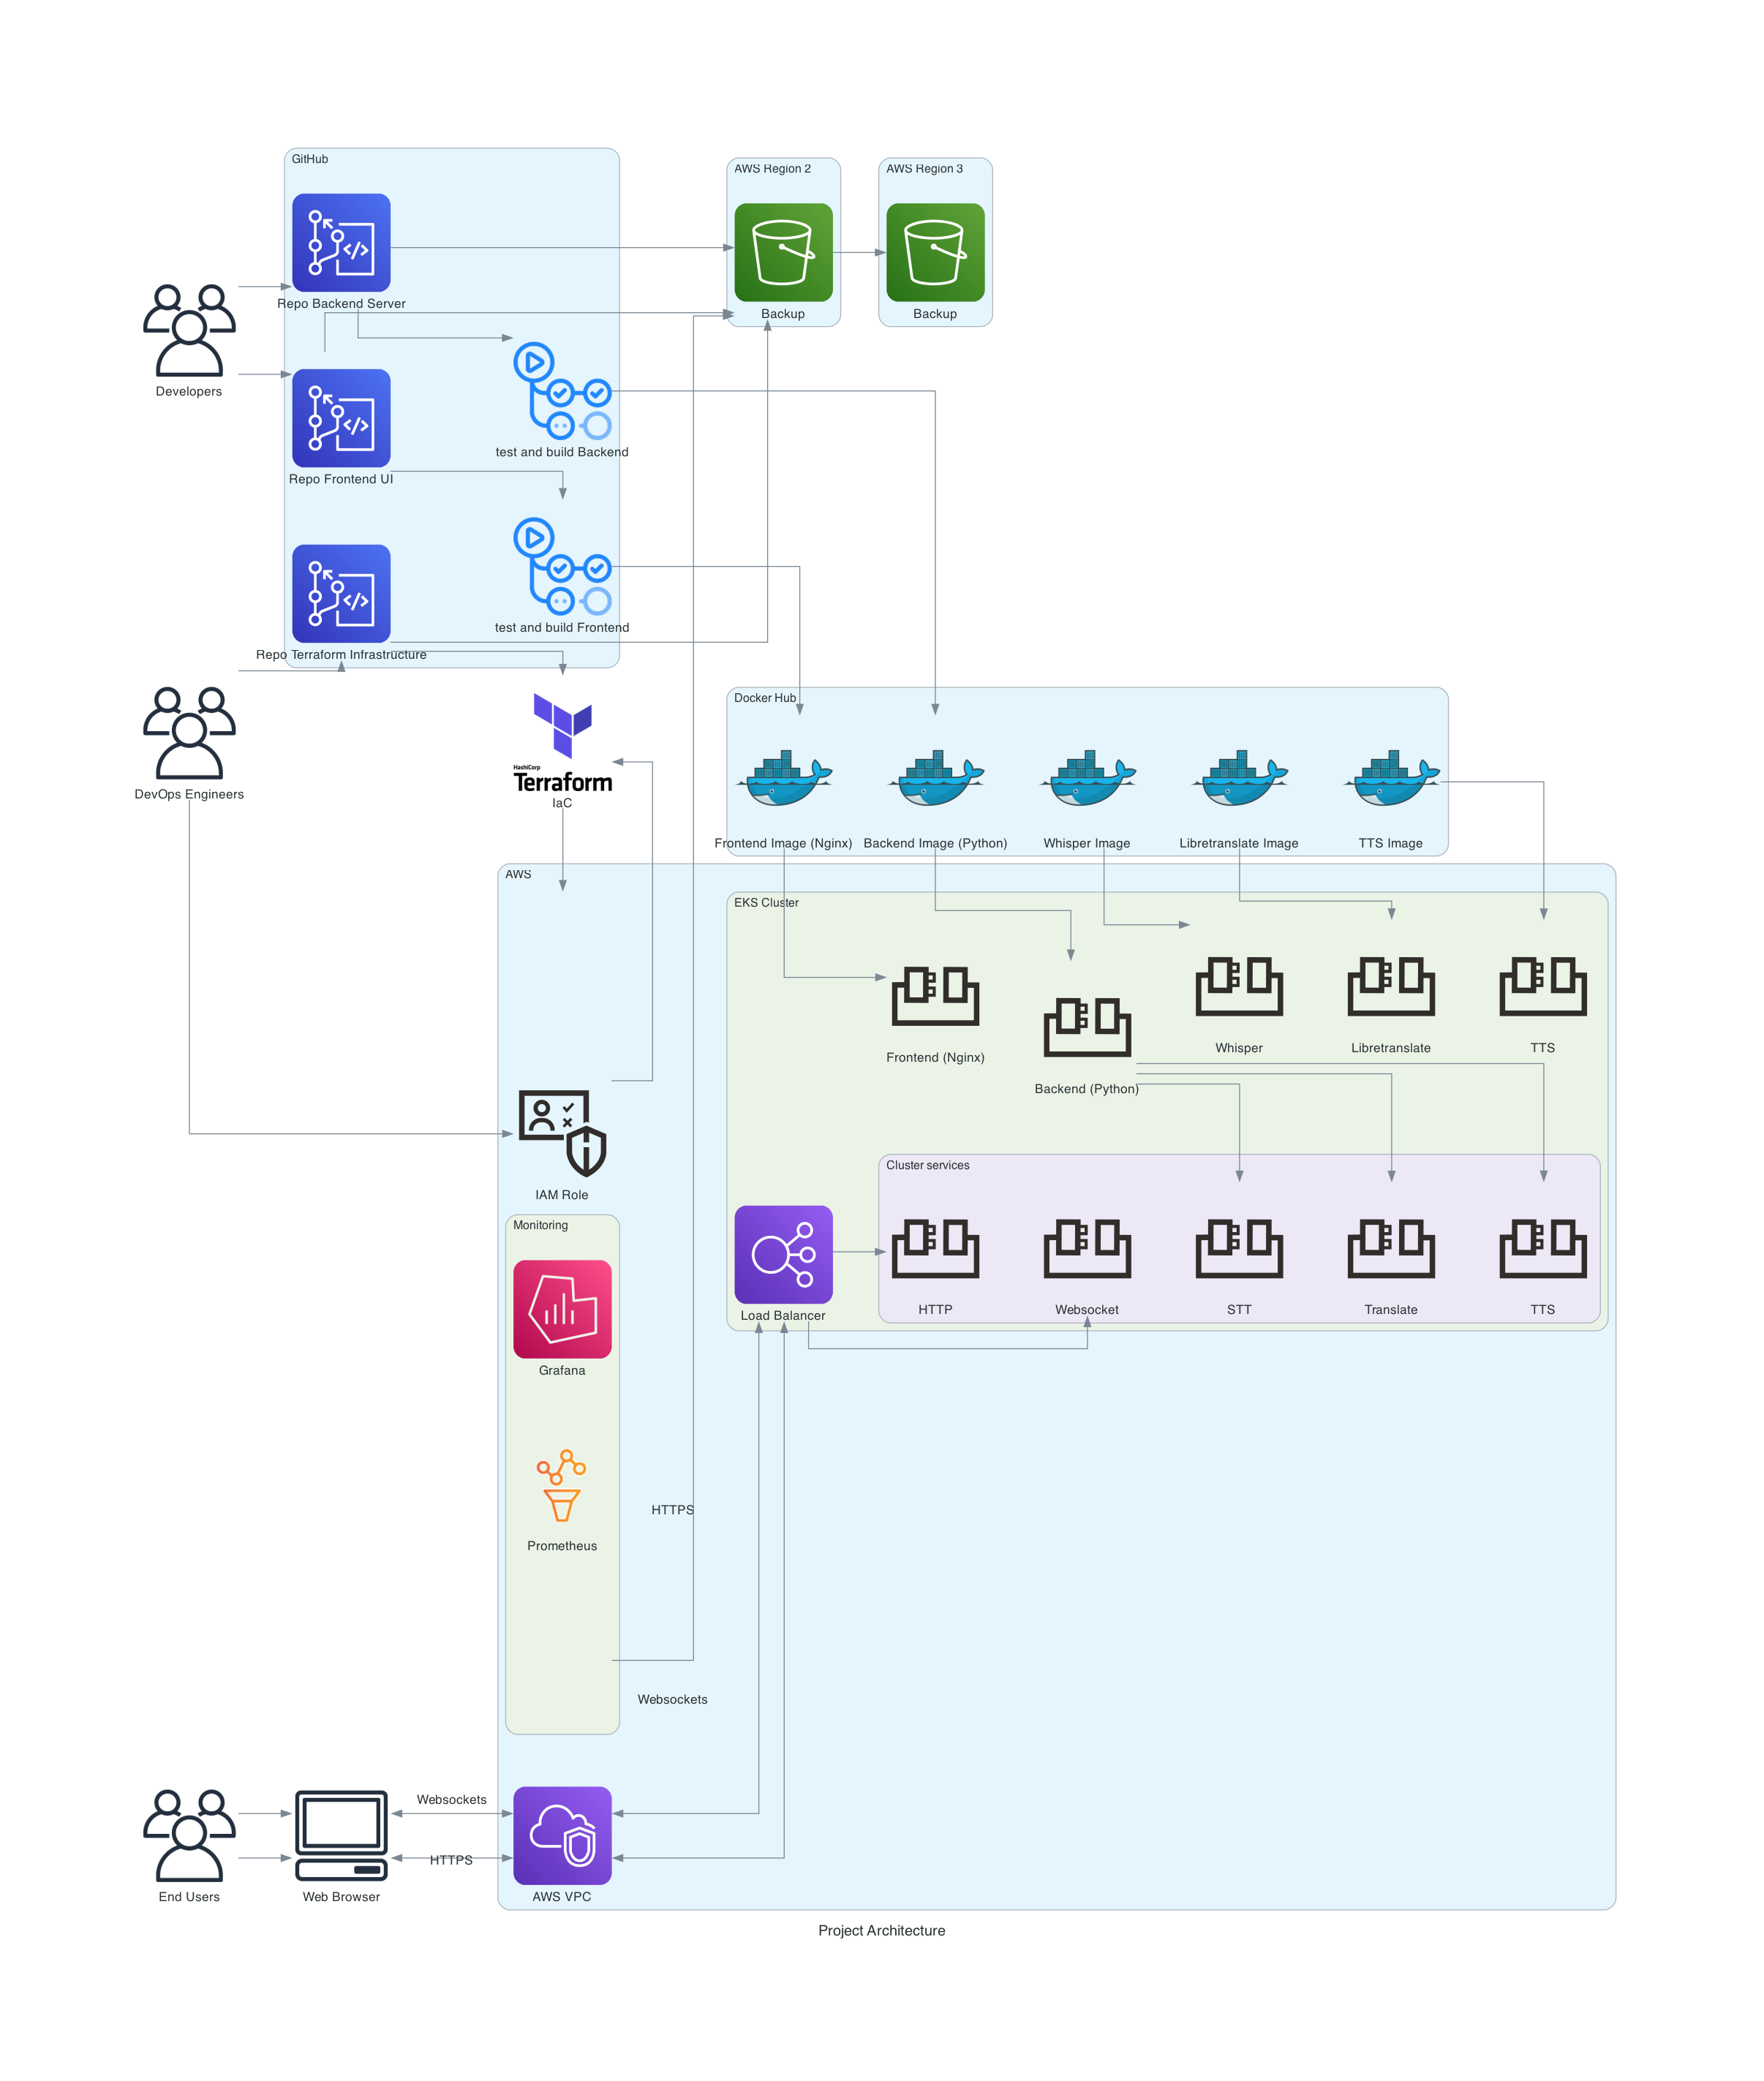 GitHub
AWS Region 2
AWS Region 3
Repo Backend Server
Backup
Backup
Developers
test and build Backend
Repo Frontend UI
test and build Frontend
Repo Terraform Infrastructure
Docker Hub
HashiCorp
Terraform
IaC
DevOps Engineers
Frontend Image (Nginx)
Backend Image (Python)
Whisper Image
Libretranslate Image
TTS Image
AWS
EKS Cluster
Frontend (Nginx)
Backend (Python)
Whisper
Libretranslate
TTS
Cluster services
IAM Role
Monitoring
Load Balancer
HTTP
Websocket
STT
Translate
TTS
Grafana
HTTPS
Prometheus
Websockets
Websockets
HTTPS
End Users
Web Browser
AWS VPC
Project Architecture